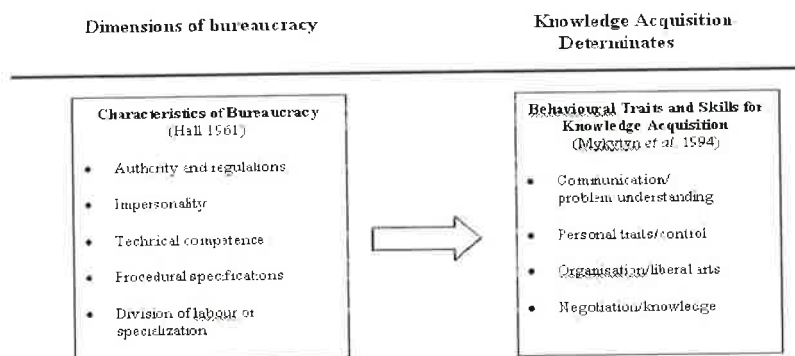 Dimensions of bureaucracy
Knowledge Acquisition
Determinates
Characteristics of Bureaucracy
(Hall 1961)
• Authority and regulations
• Impersonality
• Technical competence
• Procedural specifications
• Division of labour or
specialization
Behavioural Traits and Skills for
Knowledge Acquisition
(Mykytyn et al. 1994)
• Communication/
problem understanding
• Personal traits/control
• Organisation/liberal arts
• Negotiation/knowledge